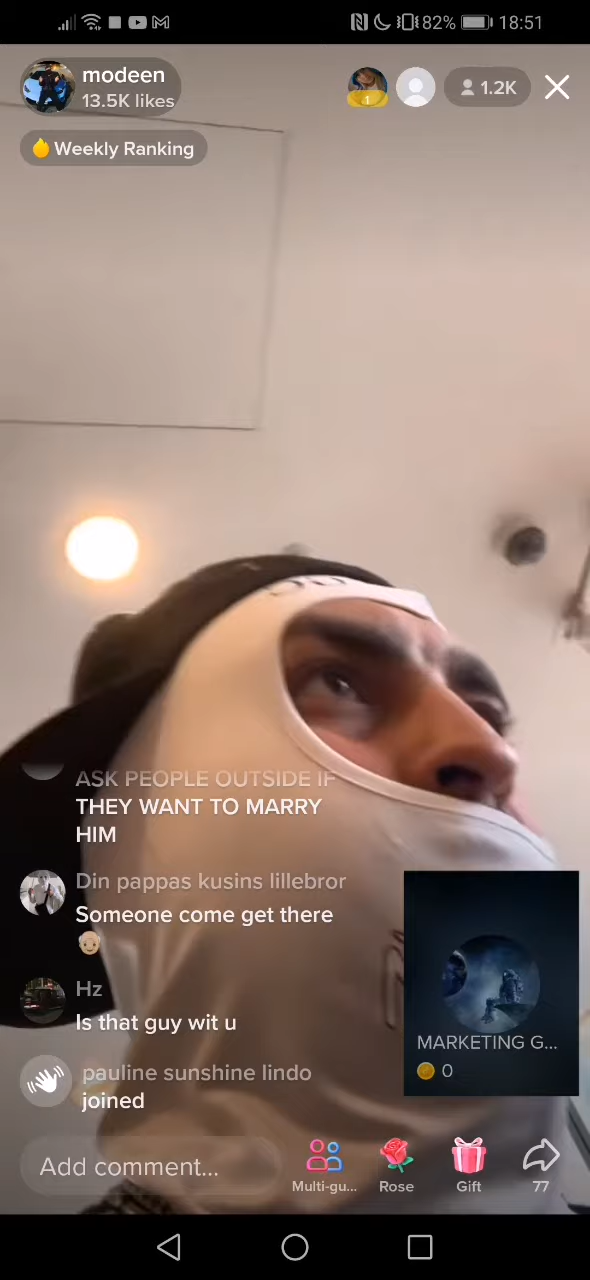 82% 18:51
modeen
13.5K likes
1
1.2K
Weekly Ranking
ASK PEOPLE OUTSIDE IF
THEY WANT TO MARRY
HIM
Din pappas kusins lillebror
Someone come get there
👴🏼
Hz
Is that guy wit u
MARKETING G...
0
pauline sunshine lindo
joined
Add comment...
Multi-gu...
Rose
Gift
77